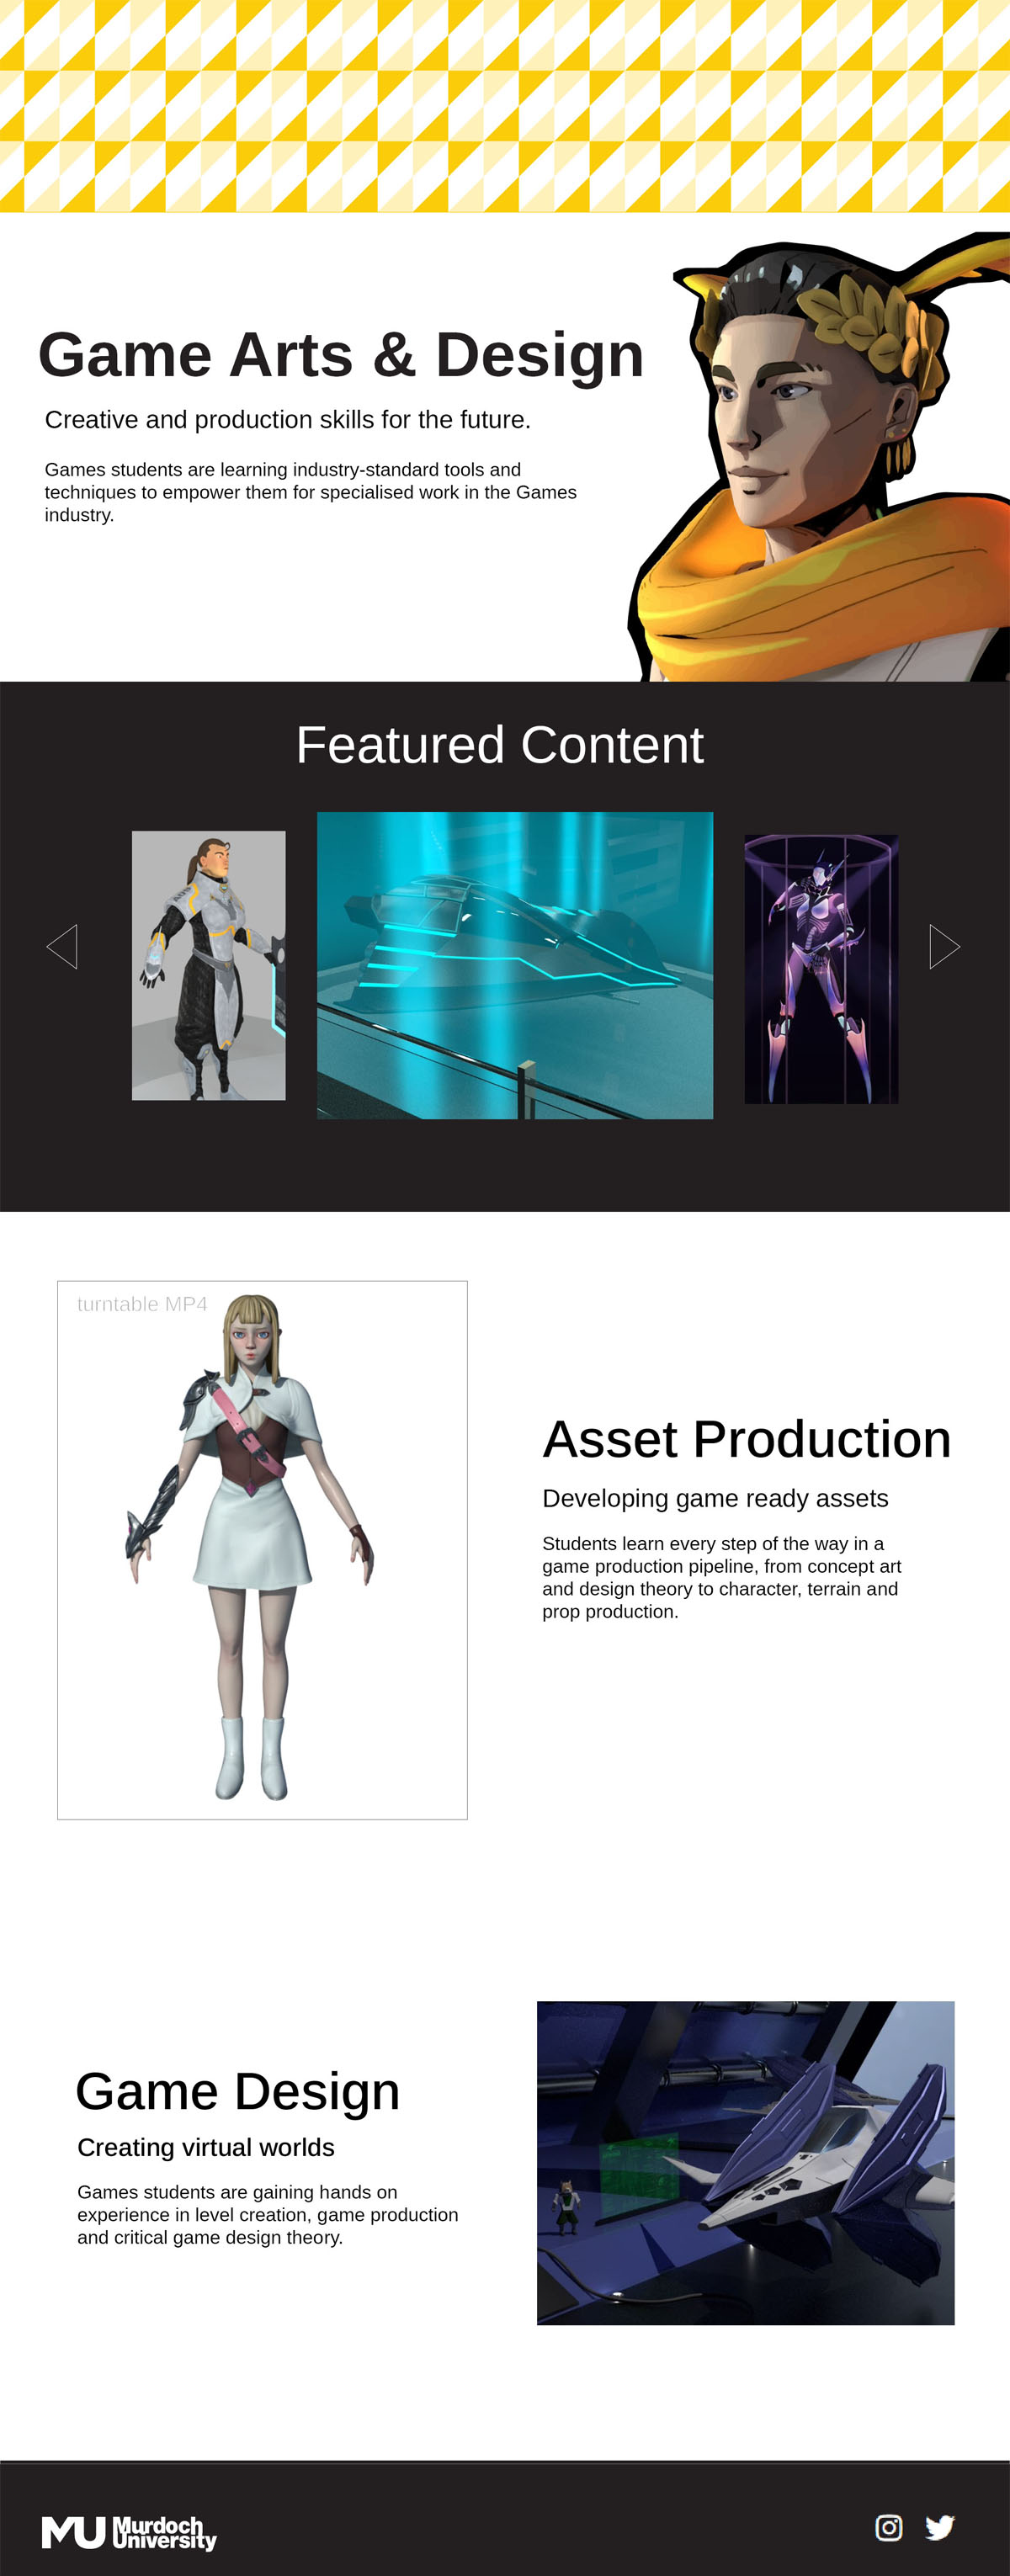 Game Arts & Design
Creative and production skills for the future.
Games students are learning industry-standard tools and
techniques to empower them for specialised work in the Games
industry.
Featured Content
turntable MP4
Asset Production
Developing game ready assets
Students learn every step of the way in a
game production pipeline, from concept art
and design theory to character, terrain and
prop production.
Game Design
Creating virtual worlds
Games students are gaining hands on
experience in level creation, game production
and critical game design theory.
MU Murdoch
University